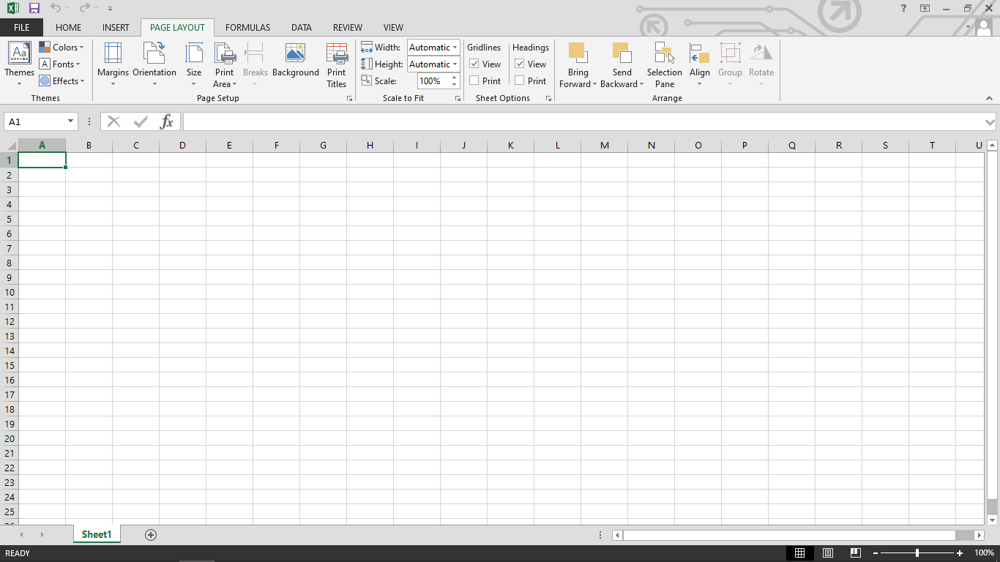 FILE HOME INSERT PAGE LAYOUT FORMULAS DATA REVIEW VIEW
Aa Colors Width: Automatic Gridlines Headings
A Fonts Height: Automatic View View
Themes Margins Orientation Size Print Breaks Background Print Bring Send Selection Align Group Rotate
Effects Area Titles Scale: 100% Print Print Forward Backward Pane
Themes Page Setup Scale to Fit Sheet Options Arrange
A1 fx
A B C D E F G H I J K L M N O P Q R S T U
1
2
3
4
5
6
7
8
9
10
11
12
13
14
15
16
17
18
19
20
21
22
23
24
25
26
Sheet1
READY 100%